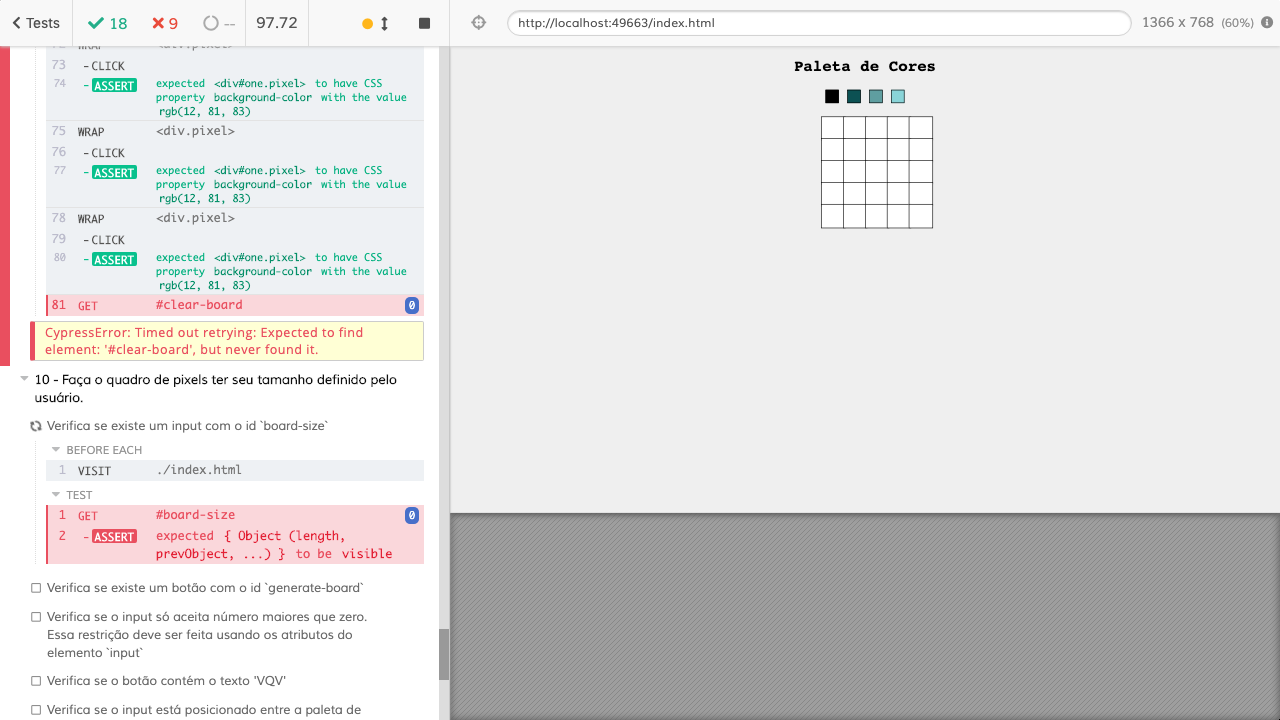 Tests
18
9
--
97.72
http://localhost:49663/index.html
1366 x 768 (60%)
72 WRAP <div.pixel>
73 -CLICK
74 -ASSERT expected <div#one.pixel> to have CSS
property background-color with the value
rgb(12, 81, 83)
75 WRAP <div.pixel>
76 -CLICK
77 -ASSERT expected <div#one.pixel> to have CSS
property background-color with the value
rgb(12, 81, 83)
78 WRAP <div.pixel>
79 -CLICK
80 -ASSERT expected <div#one.pixel> to have CSS
property background-color with the value
rgb(12, 81, 83)
81 GET #clear-board 0
CypressError: Timed out retrying: Expected to find
element: '#clear-board', but never found it.
10 - Faça o quadro de pixels ter seu tamanho definido pelo
usuário.
Verifica se existe um input com o id `board-size`
BEFORE EACH
1 VISIT ./index.html
TEST
1 GET #board-size 0
2 -ASSERT expected { Object (length,
prevObject, ...) } to be visible
Verifica se existe um botão com o id `generate-board`
Verifica se o input só aceita número maiores que zero.
Essa restrição deve ser feita usando os atributos do
elemento `input`
Verifica se o botão contém o texto 'VQV'
Verifica se o input está posicionado entre a paleta de
Paleta de Cores